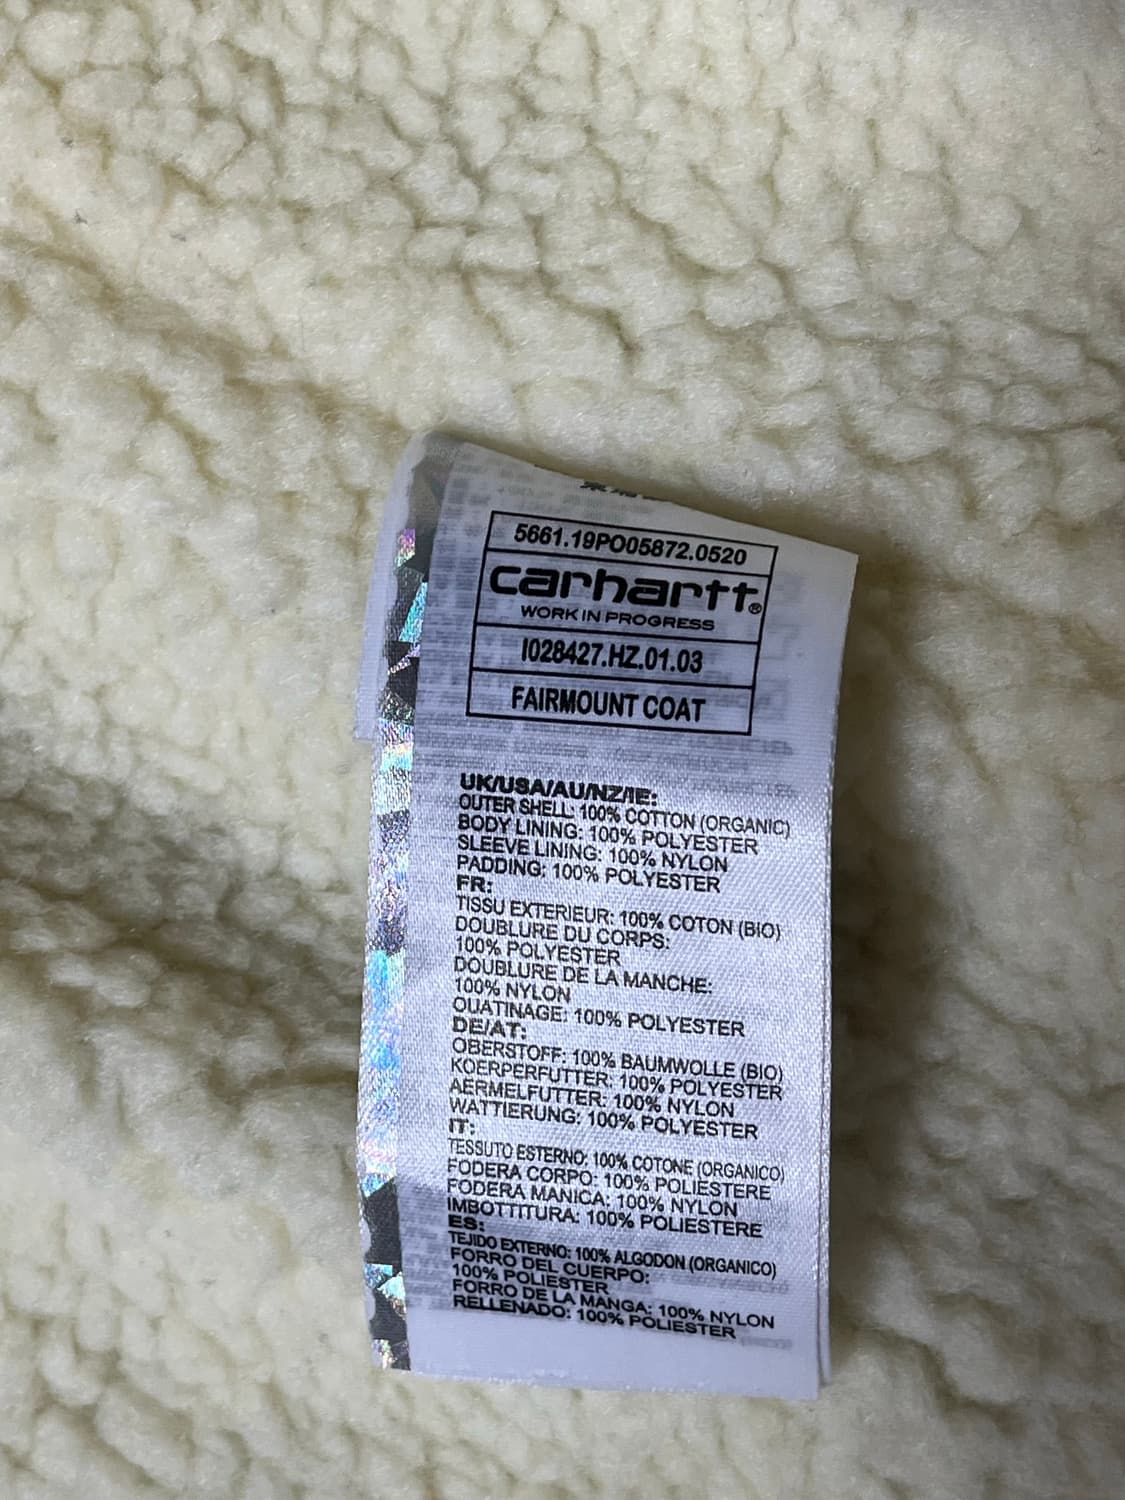 5661.19PO05872.0520
carhartt®
WORK IN PROGRESS
I028427.HZ.01.03
FAIRMOUNT COAT
UK/USA/AU/NZ/IE:
OUTER SHELL: 100% COTTON (ORGANIC)
BODY LINING: 100% POLYESTER
SLEEVE LINING: 100% NYLON
PADDING: 100% POLYESTER
FR:
TISSU EXTERIEUR: 100% COTON (BIO)
DOUBLURE DU CORPS:
100% POLYESTER
DOUBLURE DE LA MANCHE:
100% NYLON
OUATINAGE: 100% POLYESTER
DE/AT:
OBERSTOFF: 100% BAUMWOLLE (BIO)
KOERPERFUTTER: 100% POLYESTER
AERMELFUTTER: 100% NYLON
WATTIERUNG: 100% POLYESTER
IT:
TESSUTO ESTERNO: 100% COTONE (ORGANICO)
FODERA CORPO: 100% POLIESTERE
FODERA MANICA: 100% NYLON
IMBOTTITURA: 100% POLIESTERE
ES:
TEJIDO EXTERNO: 100% ALGODON (ORGANICO)
FORRO DEL CUERPO:
100% POLIESTER
FORRO DE LA MANGA: 100% NYLON
RELLENADO: 100% POLIESTER